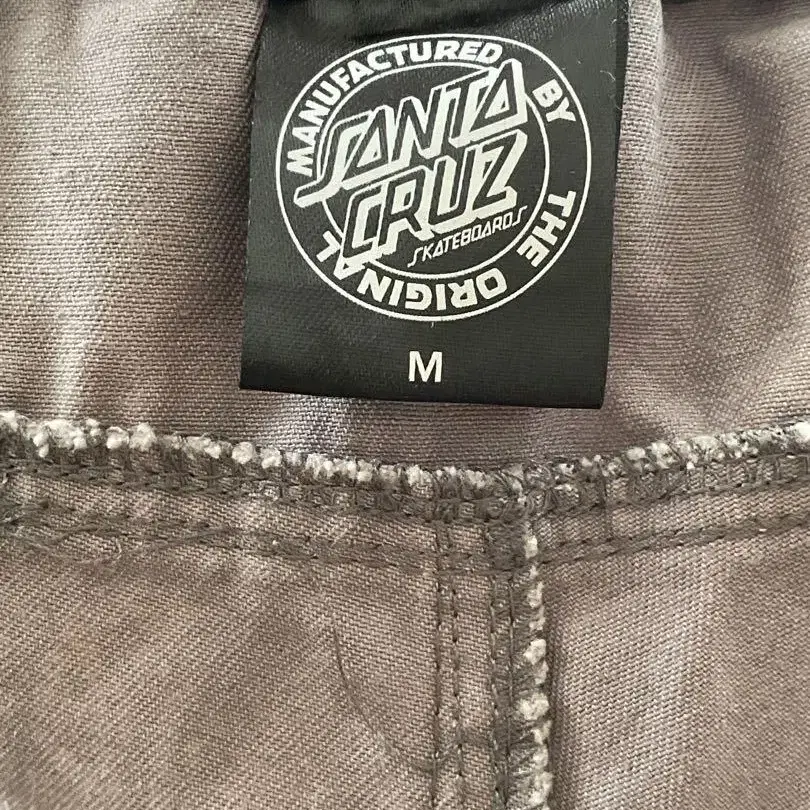 MANUFACTURED BY THE ORIGINAL
SANTA
CRUZ
SKATEBOARDS
M